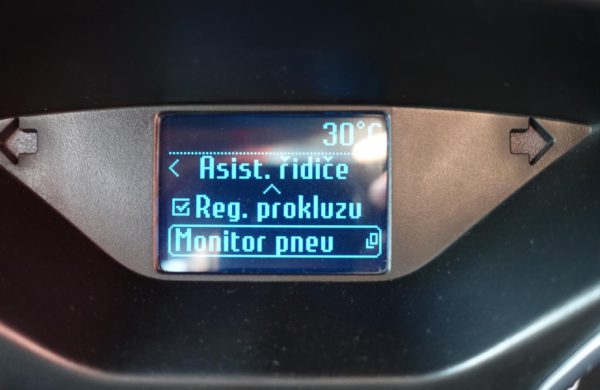 30°C
Asist. řidiče
Reg. prokluzu
Monitor pneu